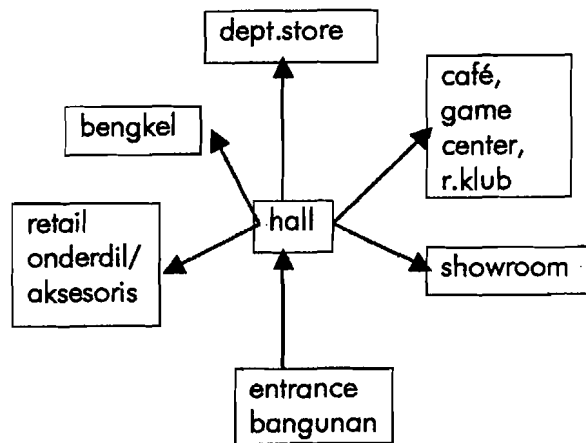 dept.store
café,
game
center,
r.klub
bengkel
hall
retail
onderdil/
aksesoris
showroom
entrance
bangunan